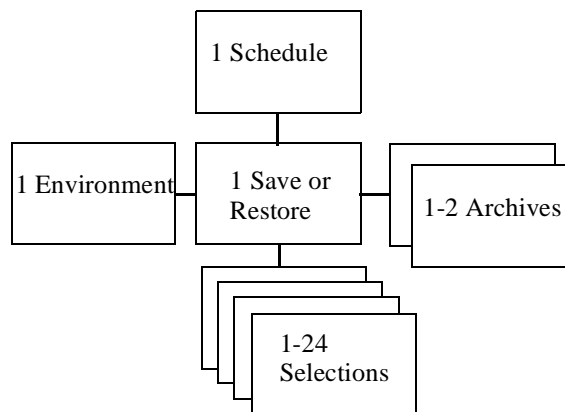 1 Schedule
1 Environment
1 Save or
Restore
1-2 Archives
1-24
Selections